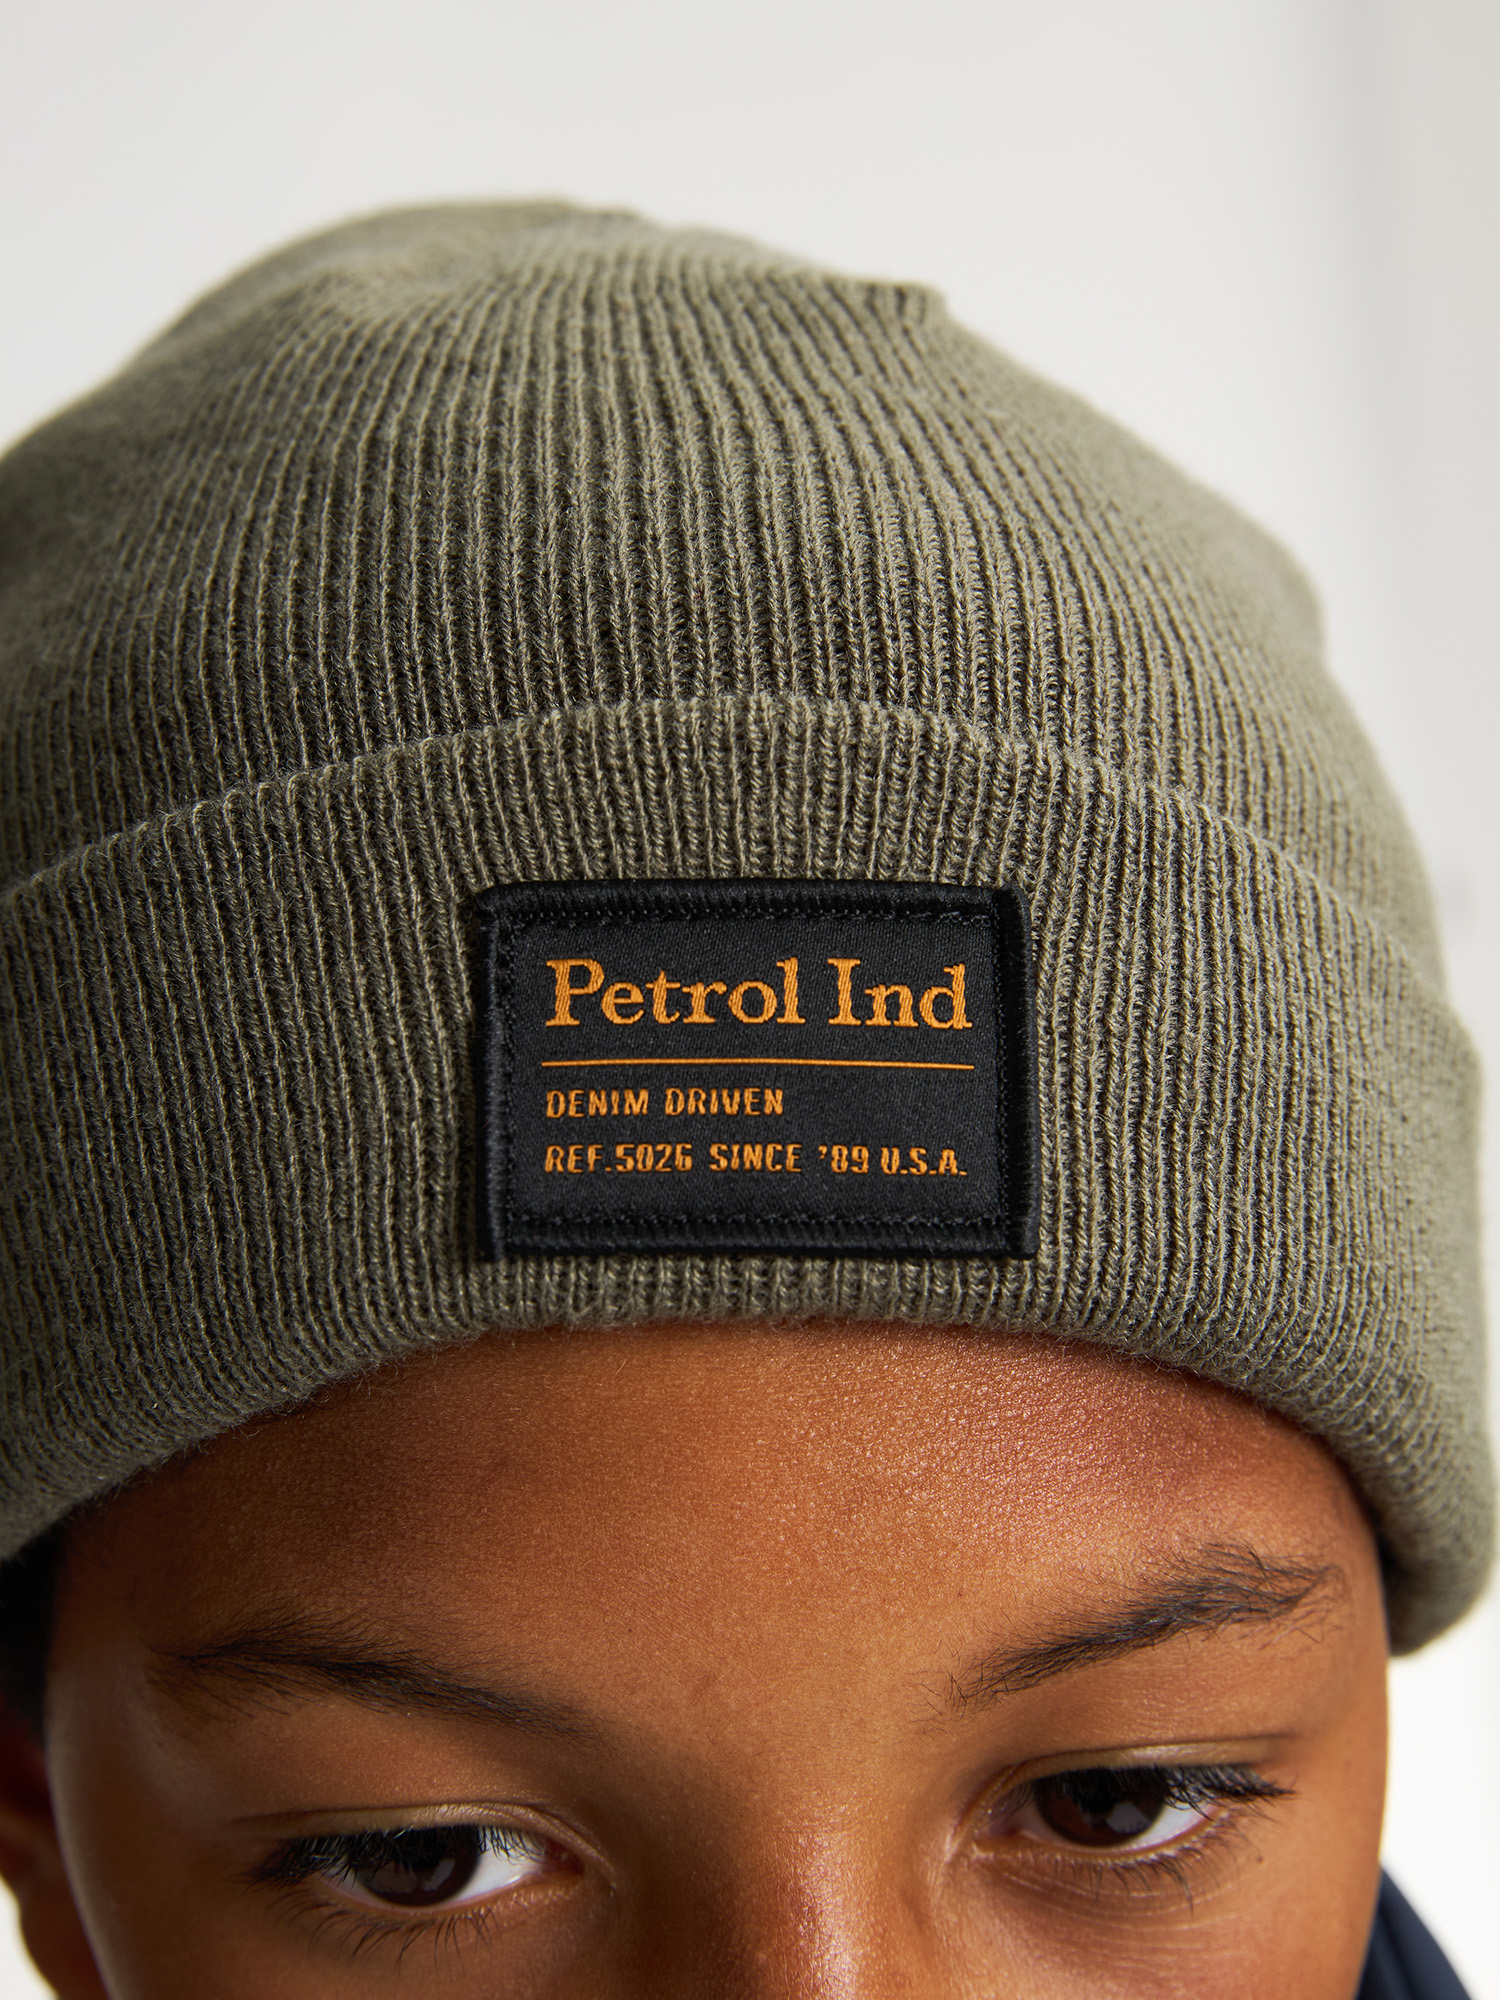 Petrol Ind
DENIM DRIVEN
REF.5026 SINCE '89 U.S.A.